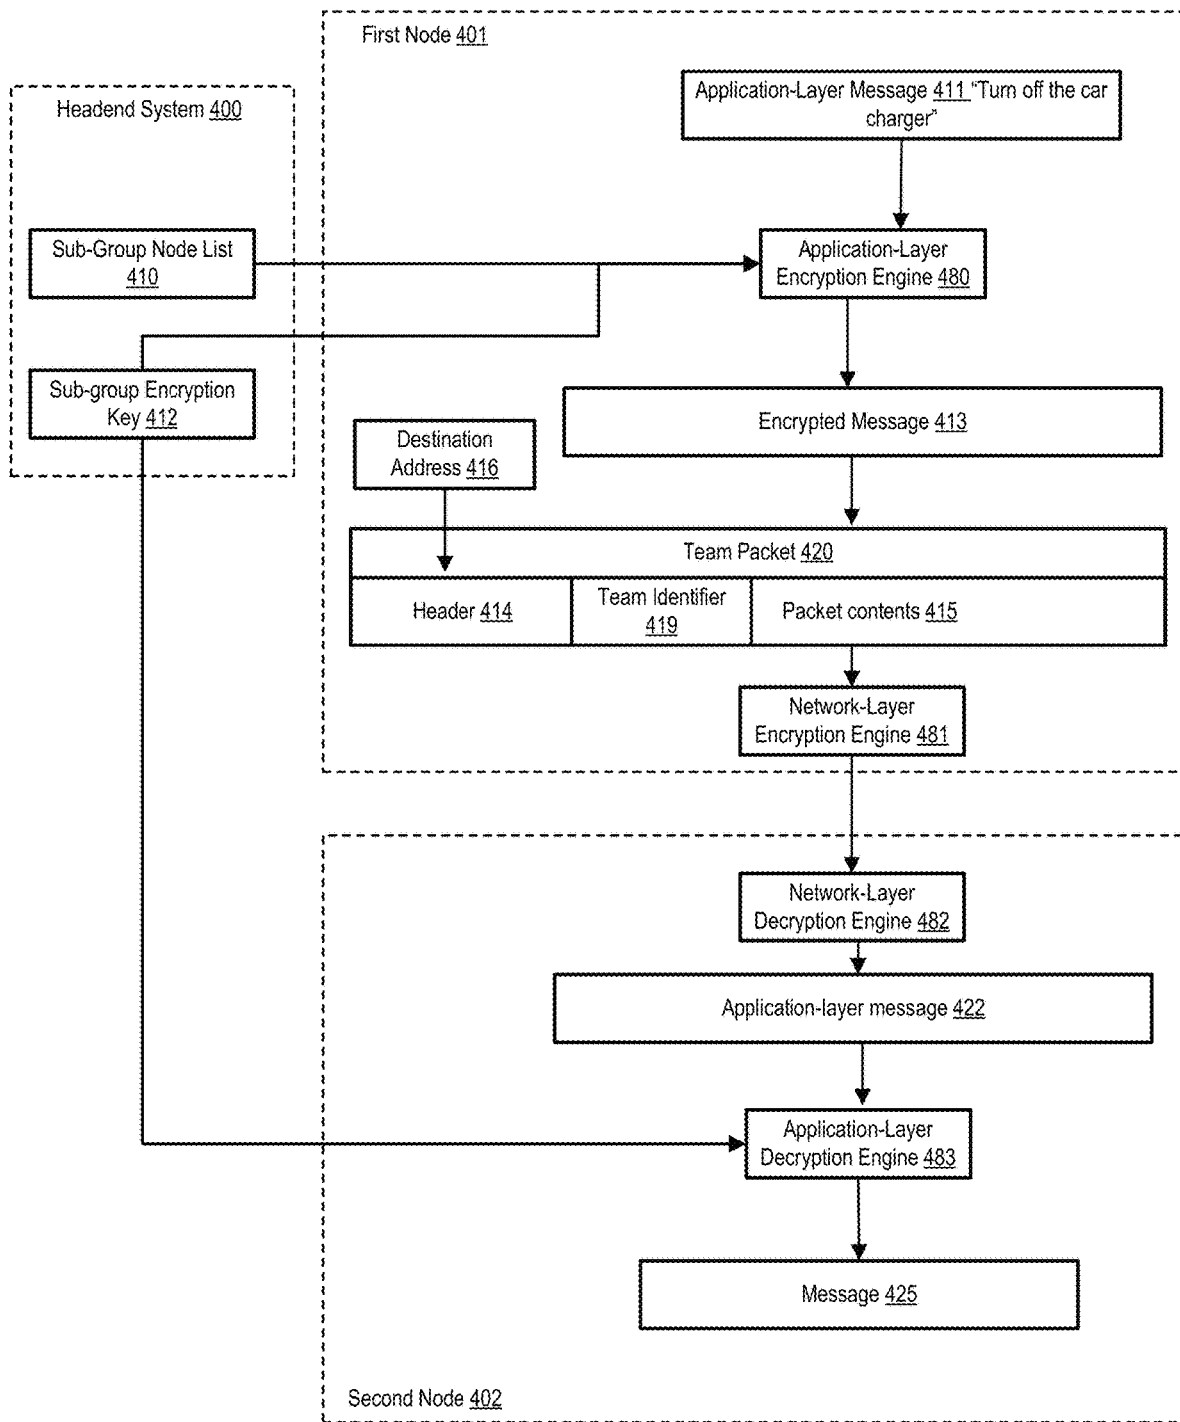 First Node 401
Application-Layer Message 411 "Turn off the car
charger"
Headend System 400
Sub-Group Node List
410
Application-Layer
Encryption Engine 480
Sub-group Encryption
Key 412
Encrypted Message 413
Destination
Address 416
Team Packet 420
Header 414
Team Identifier
419
Packet contents 415
Network-Layer
Encryption Engine 481
Network-Layer
Decryption Engine 482
Application-layer message 422
Application-Layer
Decryption Engine 483
Message 425
Second Node 402